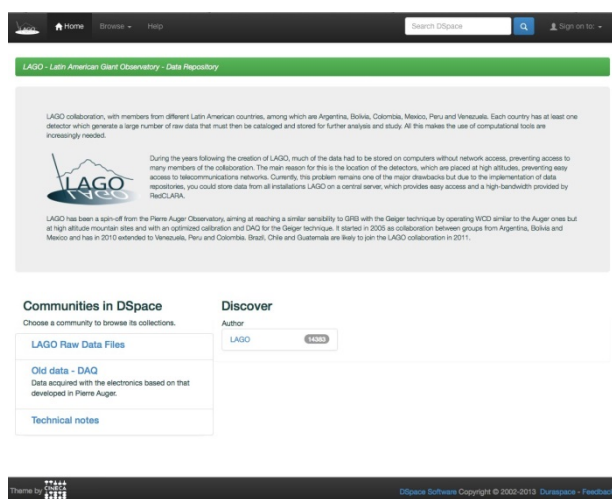 LAGO
Home
Browse
Help
Search DSpace
Sign on to:
LAGO - Latin American Giant Observatory - Data Repository
LAGO collaboration, with members from different Latin American countries, among which are Argentina, Bolivia, Colombia, Mexico, Peru and Venezuela. Each country has at least one
detector which generate a large number of raw data that must then be cataloged and stored for further analysis and study. All this makes the use of computational tools are
increasingly needed.
LAGO
During the years following the creation of LAGO, much of the data had to be stored on computers without network access, preventing access to
many members of the collaboration. The main reason for this is the location of the detectors, which are placed at high altitudes, preventing easy
access to telecommunications networks. Currently, this problem remains one of the major drawbacks but due to the implementation of data
repositories, you could store data from all installations LAGO on a central server, which provides easy access and a high-bandwidth provided by
RedCLARA.
LAGO has been a spin-off from the Pierre Auger Observatory, aiming at reaching a similar sensibility to GRB with the Geiger technique by operating WCD similar to the Auger ones but
at high altitude mountain sites and with an optimized calibration and DAQ for the Geiger technique. It started in 2005 as collaboration between groups from Argentina, Bolivia and
Mexico and has in 2010 extended to Venezuela, Peru and Colombia. Brazil, Chile and Guatemala are likely to join the LAGO collaboration in 2011.
Communities in DSpace
Choose a community to browse its collections.
LAGO Raw Data Files
Old data - DAQ
Data acquired with the electronics based on that
developed in Pierre Auger.
Technical notes
Discover
Author
LAGO 14383
Theme by CINECA
DSpace Software Copyright © 2002-2013 Duraspace - Feedback